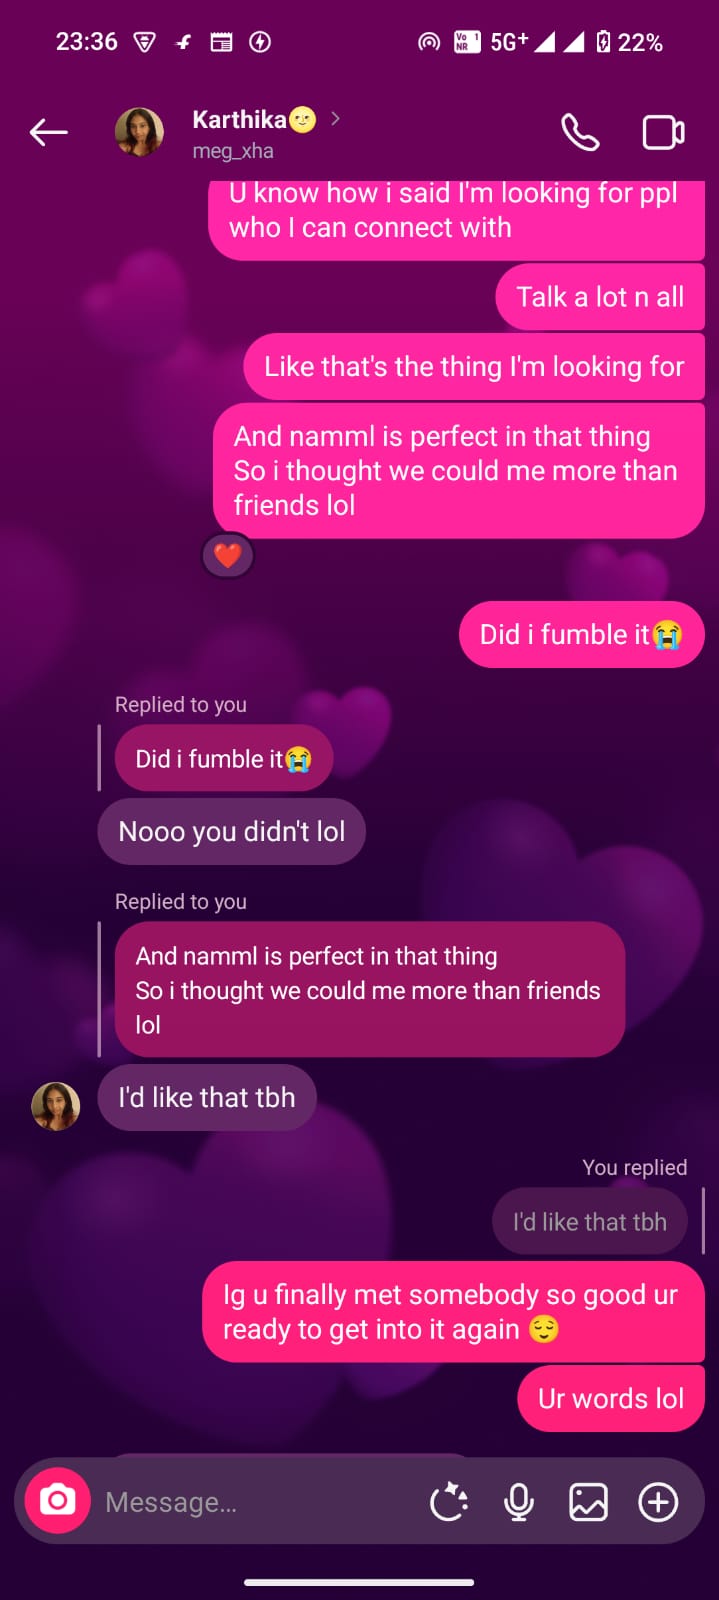 23:36
Vo 1
NR
5G+
22%
Karthika🌝
meg_xha
U know how i said I'm looking for ppl
who I can connect with
Talk a lot n all
Like that's the thing I'm looking for
And namml is perfect in that thing
So i thought we could me more than
friends lol
❤️
Did i fumble it😭
Replied to you
Did i fumble it😭
Nooo you didn't lol
Replied to you
And namml is perfect in that thing
So i thought we could me more than friends
lol
I'd like that tbh
You replied
I'd like that tbh
Ig u finally met somebody so good ur
ready to get into it again 😌
Ur words lol
Message...